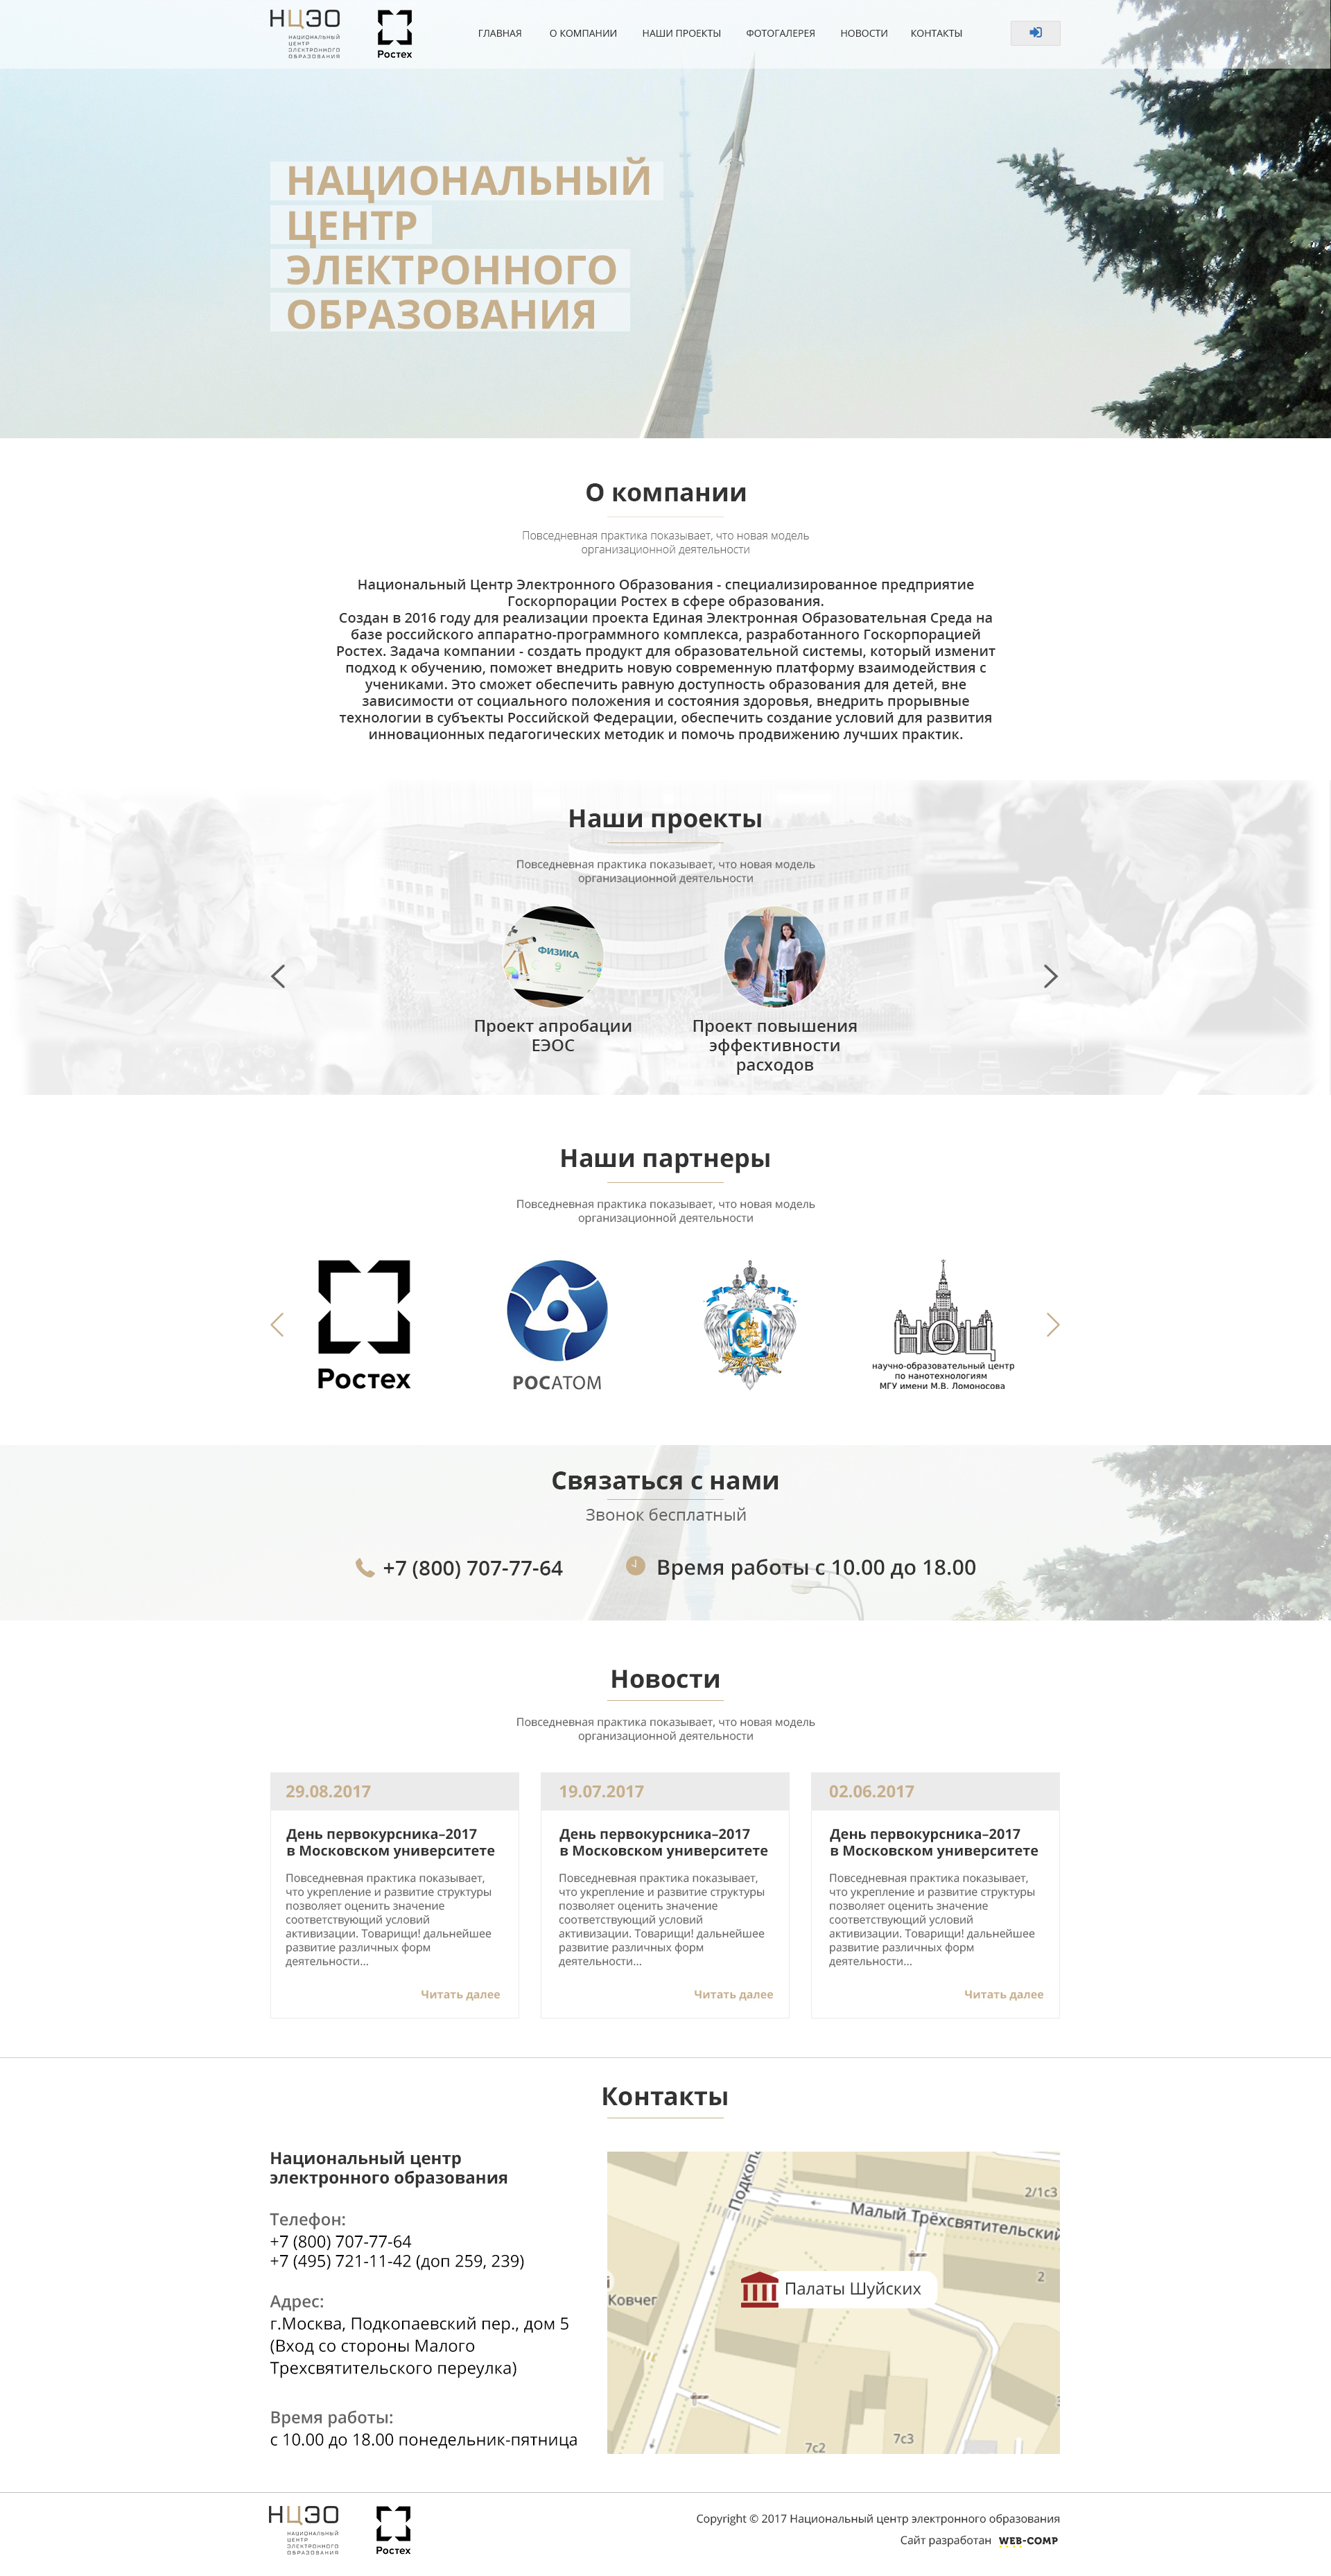 НЦЭО
НАЦИОНАЛЬНЫЙ
ЦЕНТР
ЭЛЕКТРОННОГО
ОБРАЗОВАНИЯ
Ростех
ГЛАВНАЯ О КОМПАНИИ НАШИ ПРОЕКТЫ ФОТОГАЛЕРЕЯ НОВОСТИ КОНТАКТЫ
НАЦИОНАЛЬНЫЙ
ЦЕНТР
ЭЛЕКТРОННОГО
ОБРАЗОВАНИЯ
О компании
Повседневная практика показывает, что новая модель
организационной деятельности
Национальный Центр Электронного Образования - специализированное предприятие
Госкорпорации Ростех в сфере образования.
Создан в 2016 году для реализации проекта Единая Электронная Образовательная Среда на
базе российского аппаратно-программного комплекса, разработанного Госкорпорацией
Ростех. Задача компании - создать продукт для образовательной системы, который изменит
подход к обучению, поможет внедрить новую современную платформу взаимодействия с
учениками. Это сможет обеспечить равную доступность образования для детей, вне
зависимости от социального положения и состояния здоровья, внедрить прорывные
технологии в субъекты Российской Федерации, обеспечить создание условий для развития
инновационных педагогических методик и помочь продвижению лучших практик.
Наши проекты
Повседневная практика показывает, что новая модель
организационной деятельности
ФИЗИКА
9
Проект апробации
ЕЭОС
Проект повышения
эффективности
расходов
Наши партнеры
Повседневная практика показывает, что новая модель
организационной деятельности
Ростех
РОСАТОМ
НОЦ
научно-образовательный центр
по нанотехнологиям
МГУ имени М.В. Ломоносова
Связаться с нами
Звонок бесплатный
+7 (800) 707-77-64
Время работы с 10.00 до 18.00
Новости
Повседневная практика показывает, что новая модель
организационной деятельности
29.08.2017
День первокурсника–2017
в Московском университете
Повседневная практика показывает,
что укрепление и развитие структуры
позволяет оценить значение
соответствующий условий
активизации. Товарищи! дальнейшее
развитие различных форм
деятельности...
Читать далее
19.07.2017
День первокурсника–2017
в Московском университете
Повседневная практика показывает,
что укрепление и развитие структуры
позволяет оценить значение
соответствующий условий
активизации. Товарищи! дальнейшее
развитие различных форм
деятельности...
Читать далее
02.06.2017
День первокурсника–2017
в Московском университете
Повседневная практика показывает,
что укрепление и развитие структуры
позволяет оценить значение
соответствующий условий
активизации. Товарищи! дальнейшее
развитие различных форм
деятельности...
Читать далее
Контакты
Национальный центр
электронного образования
Телефон:
+7 (800) 707-77-64
+7 (495) 721-11-42 (доп 259, 239)
Адрес:
г.Москва, Подкопаевский пер., дом 5
(Вход со стороны Малого
Трехсвятительского переулка)
Время работы:
с 10.00 до 18.00 понедельник-пятница
Подкопа
2/1с3
Малый Трёхсвятительский
2
Палаты Шуйских
й
Ковчег
7с3
7с2
НЦЭО
НАЦИОНАЛЬНЫЙ
ЦЕНТР
ЭЛЕКТРОННОГО
ОБРАЗОВАНИЯ
Ростех
Copyright © 2017 Национальный центр электронного образования
Сайт разработан WEB-COMP